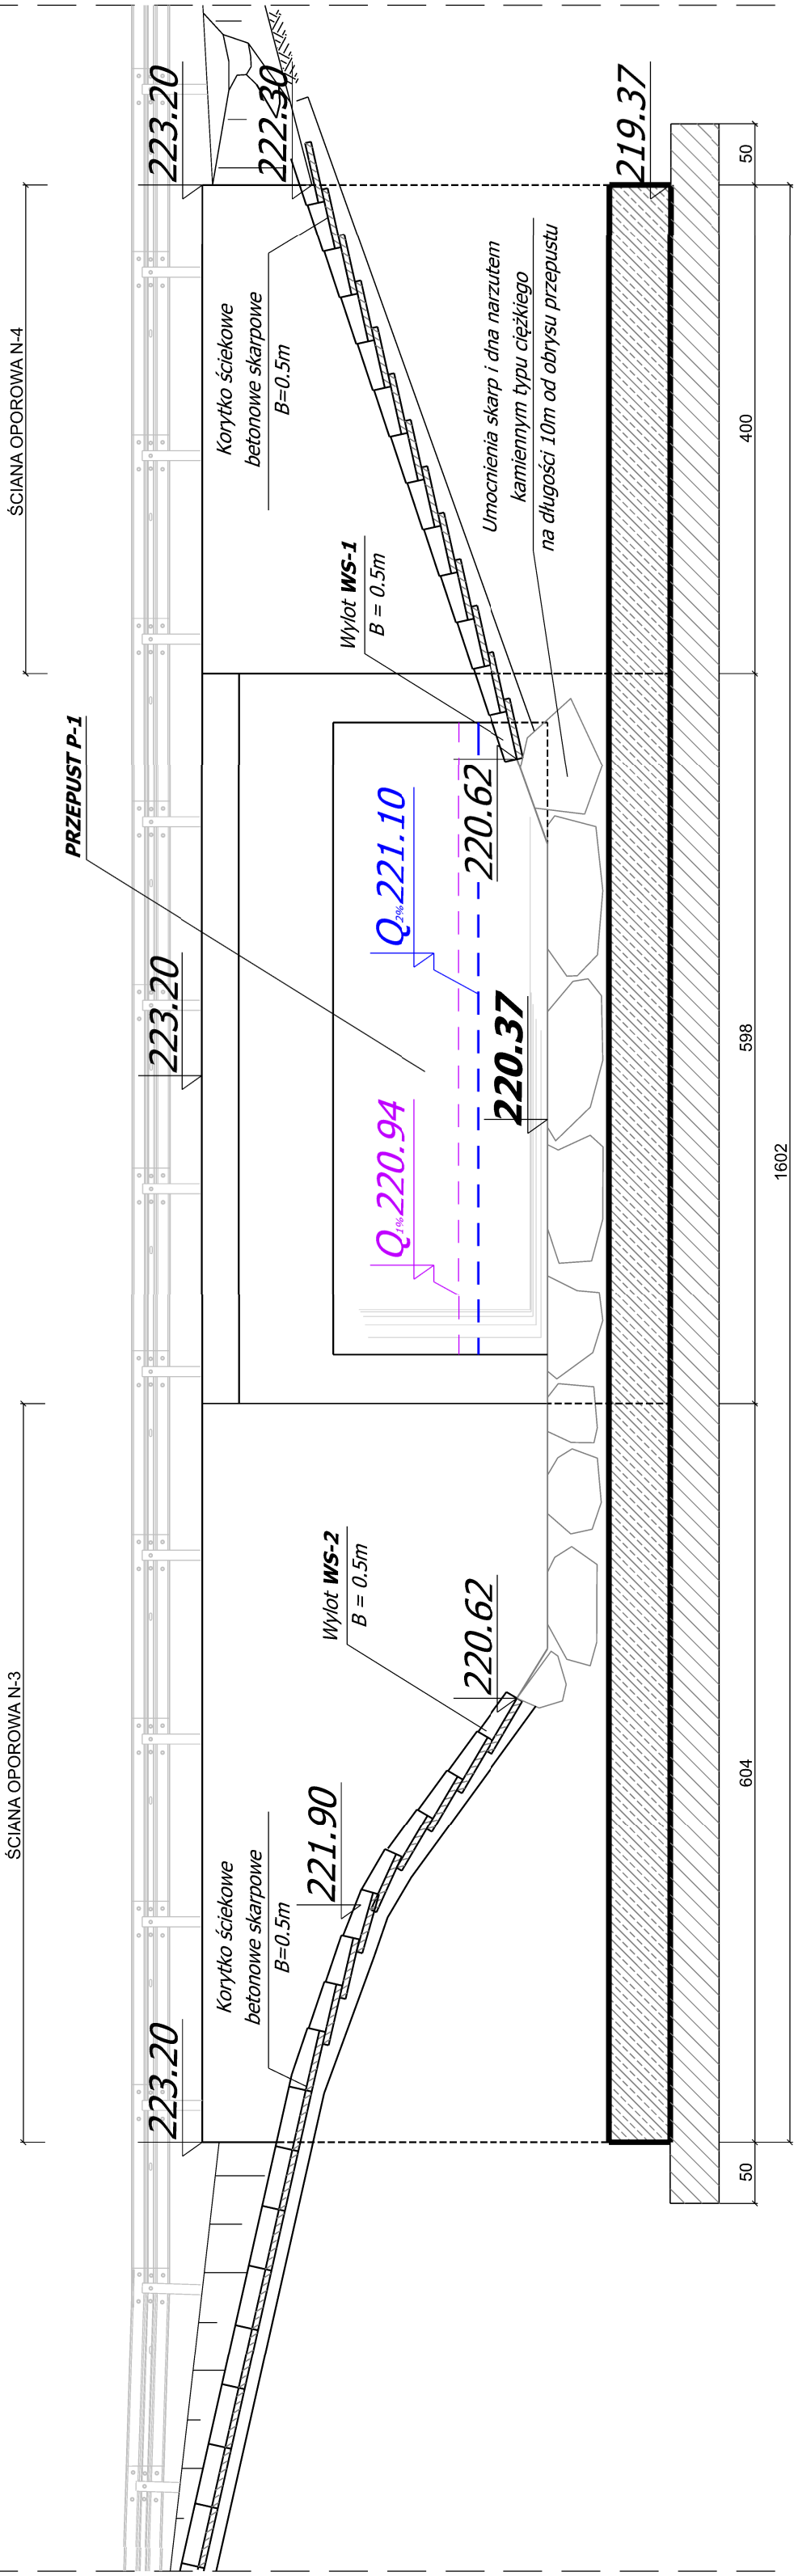 ŚCIANA OPOROWA N-3
ŚCIANA OPOROWA N-4
PRZEPUST P-1
223.20
223.20
223.20
222.30
219.37
Korytko ściekowe
betonowe skarpowe
B=0.5m
221.90
Wylot WS-2
B = 0.5m
220.62
Q1% 220.94
Q2% 221.10
220.37
220.62
Wylot WS-1
B = 0.5m
Korytko ściekowe
betonowe skarpowe
B=0.5m
Umocnienia skarp i dna narzutem
kamiennym typu ciężkiego
na długości 10m od obrysu przepustu
50
604
598
400
50
1602